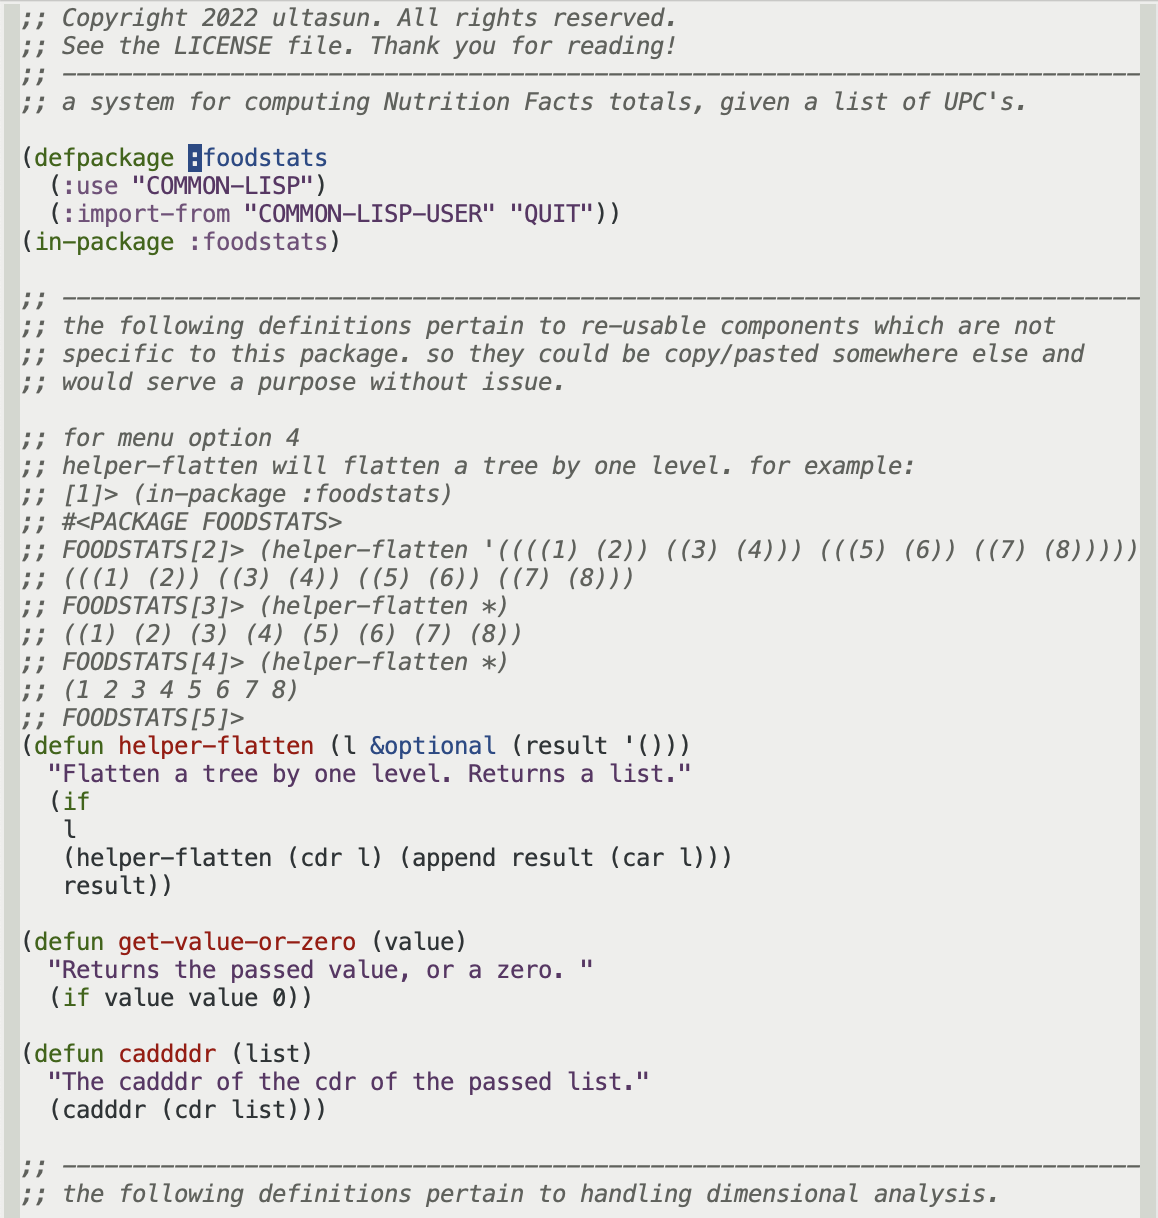 ;; Copyright 2022 ultasun. All rights reserved.
;; See the LICENSE file. Thank you for reading!
;; -----------------------------------------------------------------------------
;; a system for computing Nutrition Facts totals, given a list of UPC's.
(defpackage :foodstats
  (:use "COMMON-LISP")
  (:import-from "COMMON-LISP-USER" "QUIT"))
(in-package :foodstats)
;; -----------------------------------------------------------------------------
;; the following definitions pertain to re-usable components which are not
;; specific to this package. so they could be copy/pasted somewhere else and
;; would serve a purpose without issue.
;; for menu option 4
;; helper-flatten will flatten a tree by one level. for example:
;; [1]> (in-package :foodstats)
;; #<PACKAGE FOODSTATS>
;; FOODSTATS[2]> (helper-flatten '((((1) (2)) ((3) (4))) (((5) (6)) ((7) (8)))))
;; (((1) (2)) ((3) (4)) ((5) (6)) ((7) (8)))
;; FOODSTATS[3]> (helper-flatten *)
;; ((1) (2) (3) (4) (5) (6) (7) (8))
;; FOODSTATS[4]> (helper-flatten *)
;; (1 2 3 4 5 6 7 8)
;; FOODSTATS[5]>
(defun helper-flatten (l &optional (result '()))
  "Flatten a tree by one level. Returns a list."
  (if
   l
   (helper-flatten (cdr l) (append result (car l)))
   result))
(defun get-value-or-zero (value)
  "Returns the passed value, or a zero. "
  (if value value 0))
(defun caddddr (list)
  "The cadddr of the cdr of the passed list."
  (cadddr (cdr list)))
;; -----------------------------------------------------------------------------
;; the following definitions pertain to handling dimensional analysis.